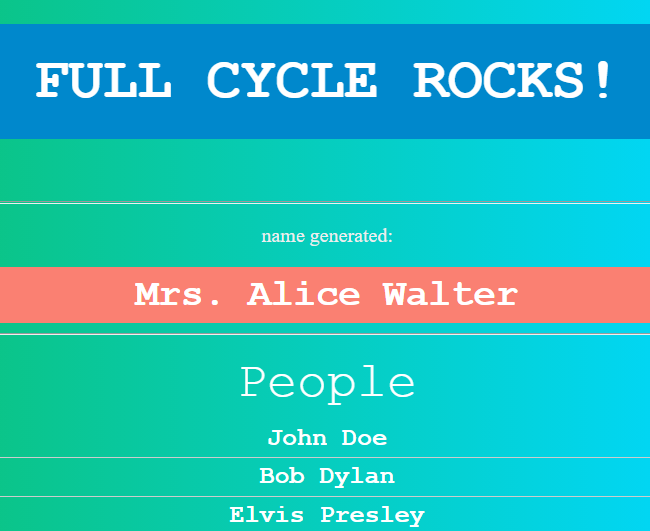 FULL CYCLE ROCKS!
name generated:
Mrs. Alice Walter
People
John Doe
Bob Dylan
Elvis Presley